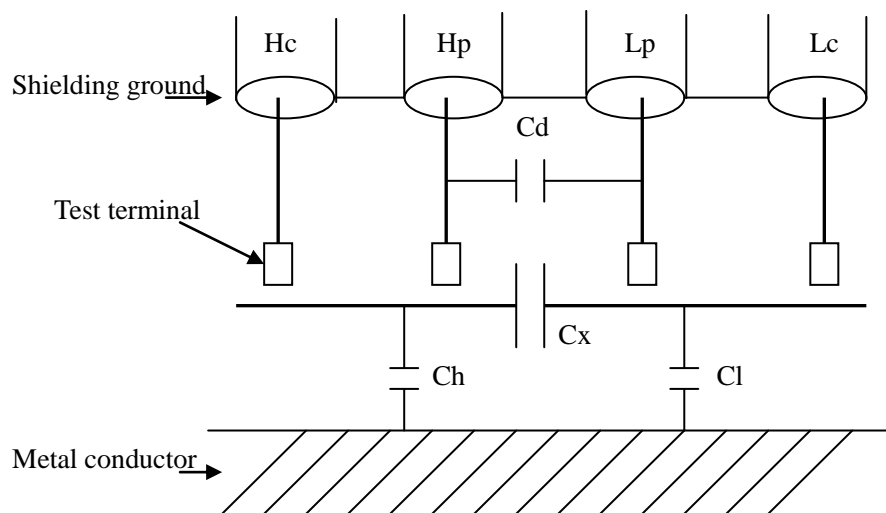 Hc
Hp
Lp
Lc
Shielding ground
Cd
Test terminal
Cx
Ch
Cl
Metal conductor